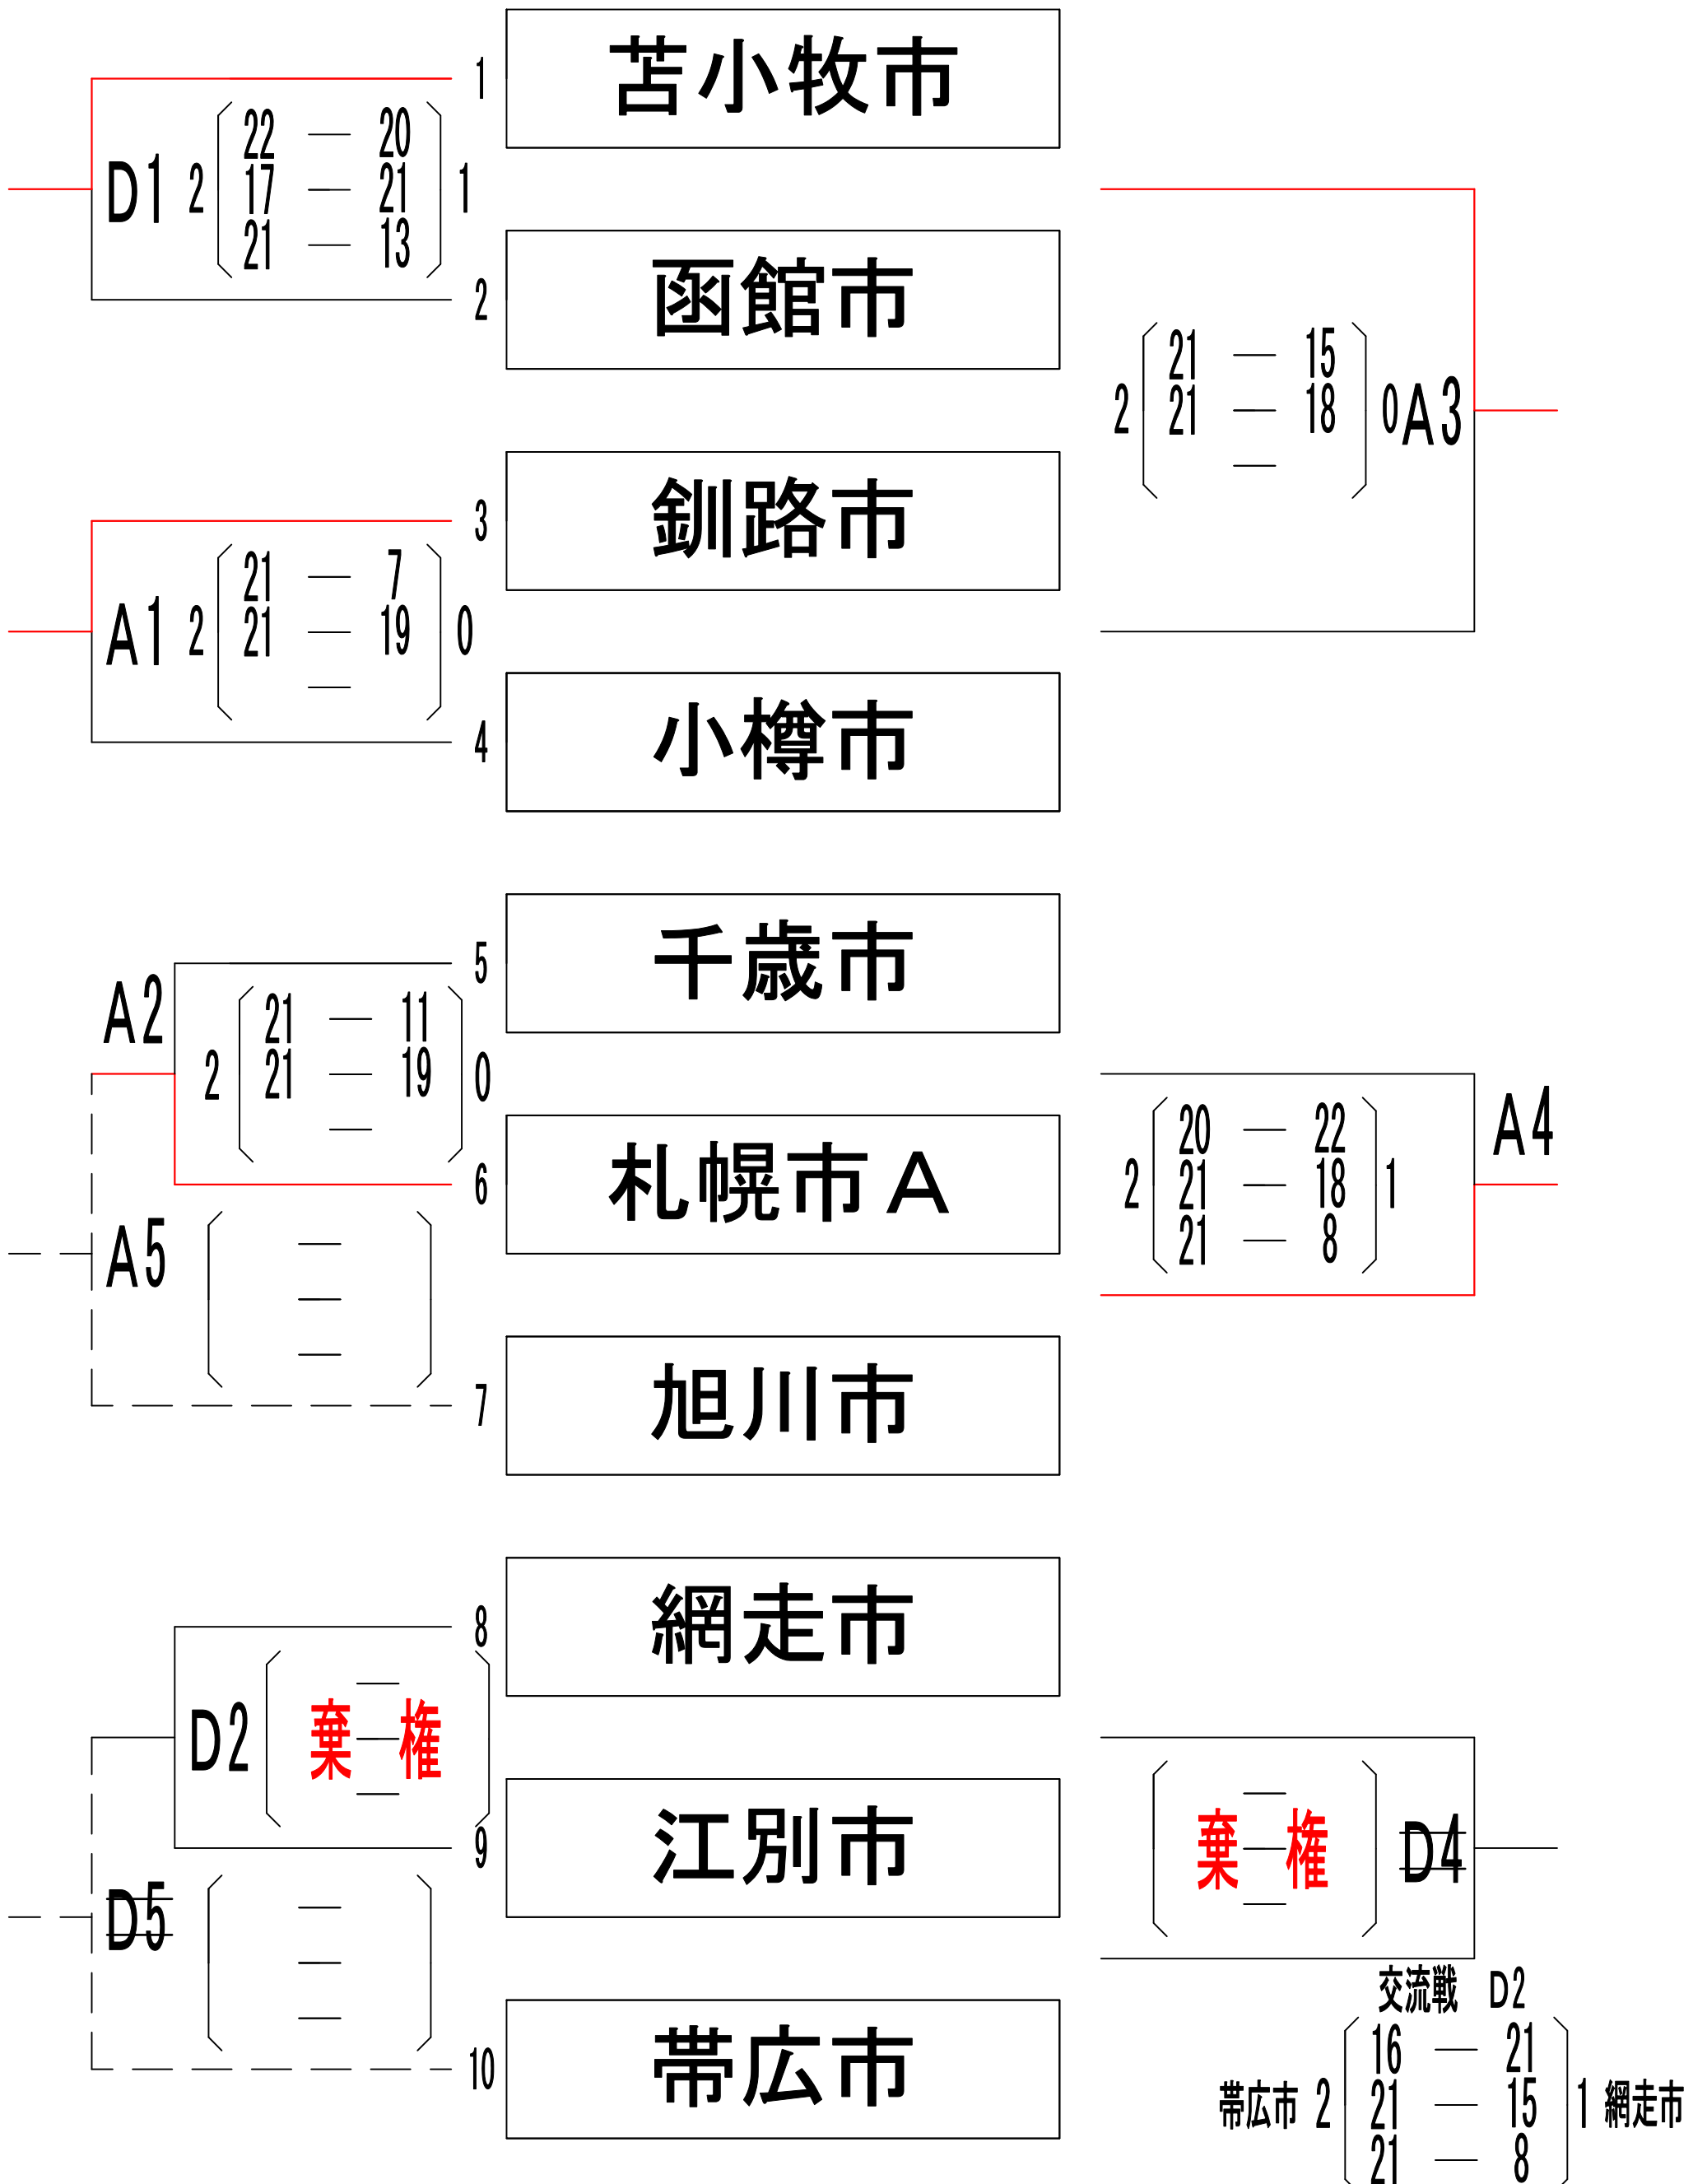 1 苫小牧市
D1 2 22 — 20 1
17 — 21
21 — 13
2 函館市
2 21 — 15 0 A3
21 — 18
—
3 釧路市
A1 2 21 — 7 0
21 — 19
—
4 小樽市
5 千歳市
A2 2 21 — 11 0
21 — 19
—
6 札幌市A
2 20 — 22 1 A4
21 — 18
21 — 8
A5 —
—
—
7 旭川市
8 網走市
D2 —
棄—権
—
9 江別市
—
棄—権 D4
—
D5 —
—
—
10 帯広市
交流戦 D2
16 — 21
帯広市 2 21 — 15 1 網走市
21 — 8